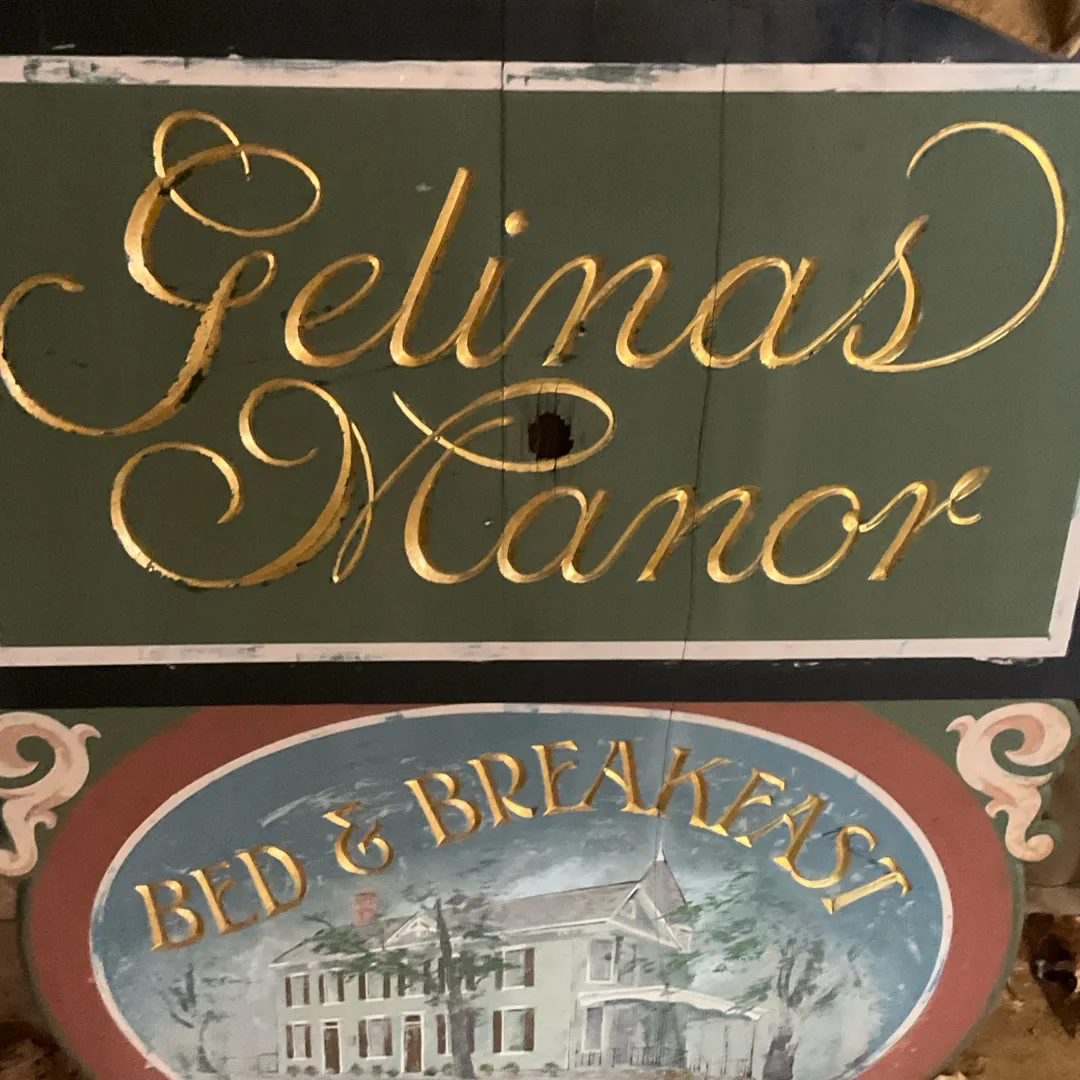 Gelinas
Manor
BED & BREAKFAST